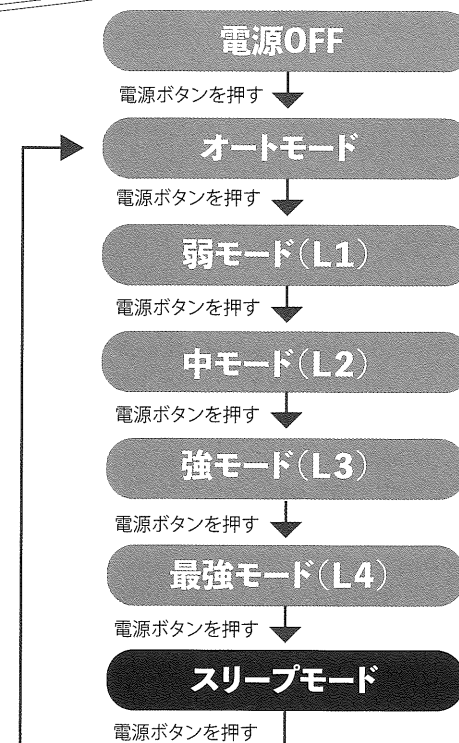 電源OFF
電源ボタンを押す
オートモード
電源ボタンを押す
弱モード（L1）
電源ボタンを押す
中モード（L2）
電源ボタンを押す
強モード（L3）
電源ボタンを押す
最強モード（L4）
電源ボタンを押す
スリープモード
電源ボタンを押す